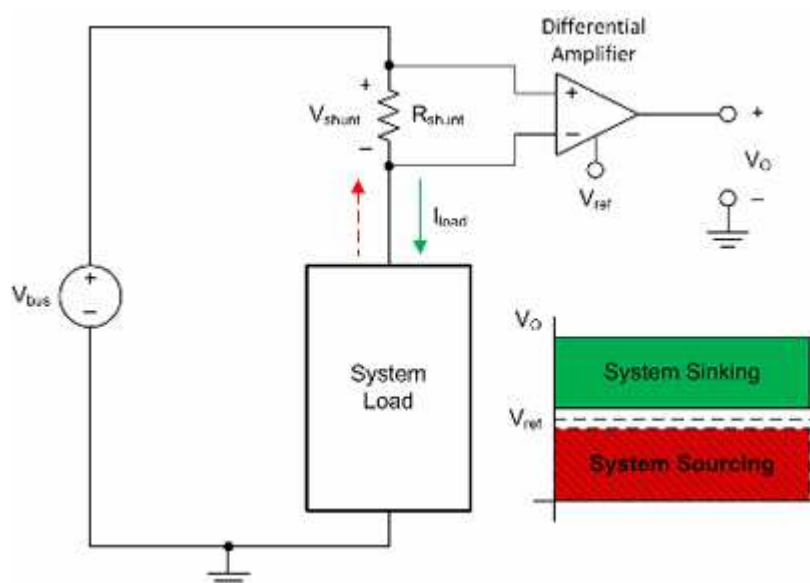 Differential
Amplifier
+
Vshunt
Rshunt
−
+
−
+
VO
−
Vref
Iload
Vbus
+
−
System
Load
VO
System Sinking
Vref
System Sourcing